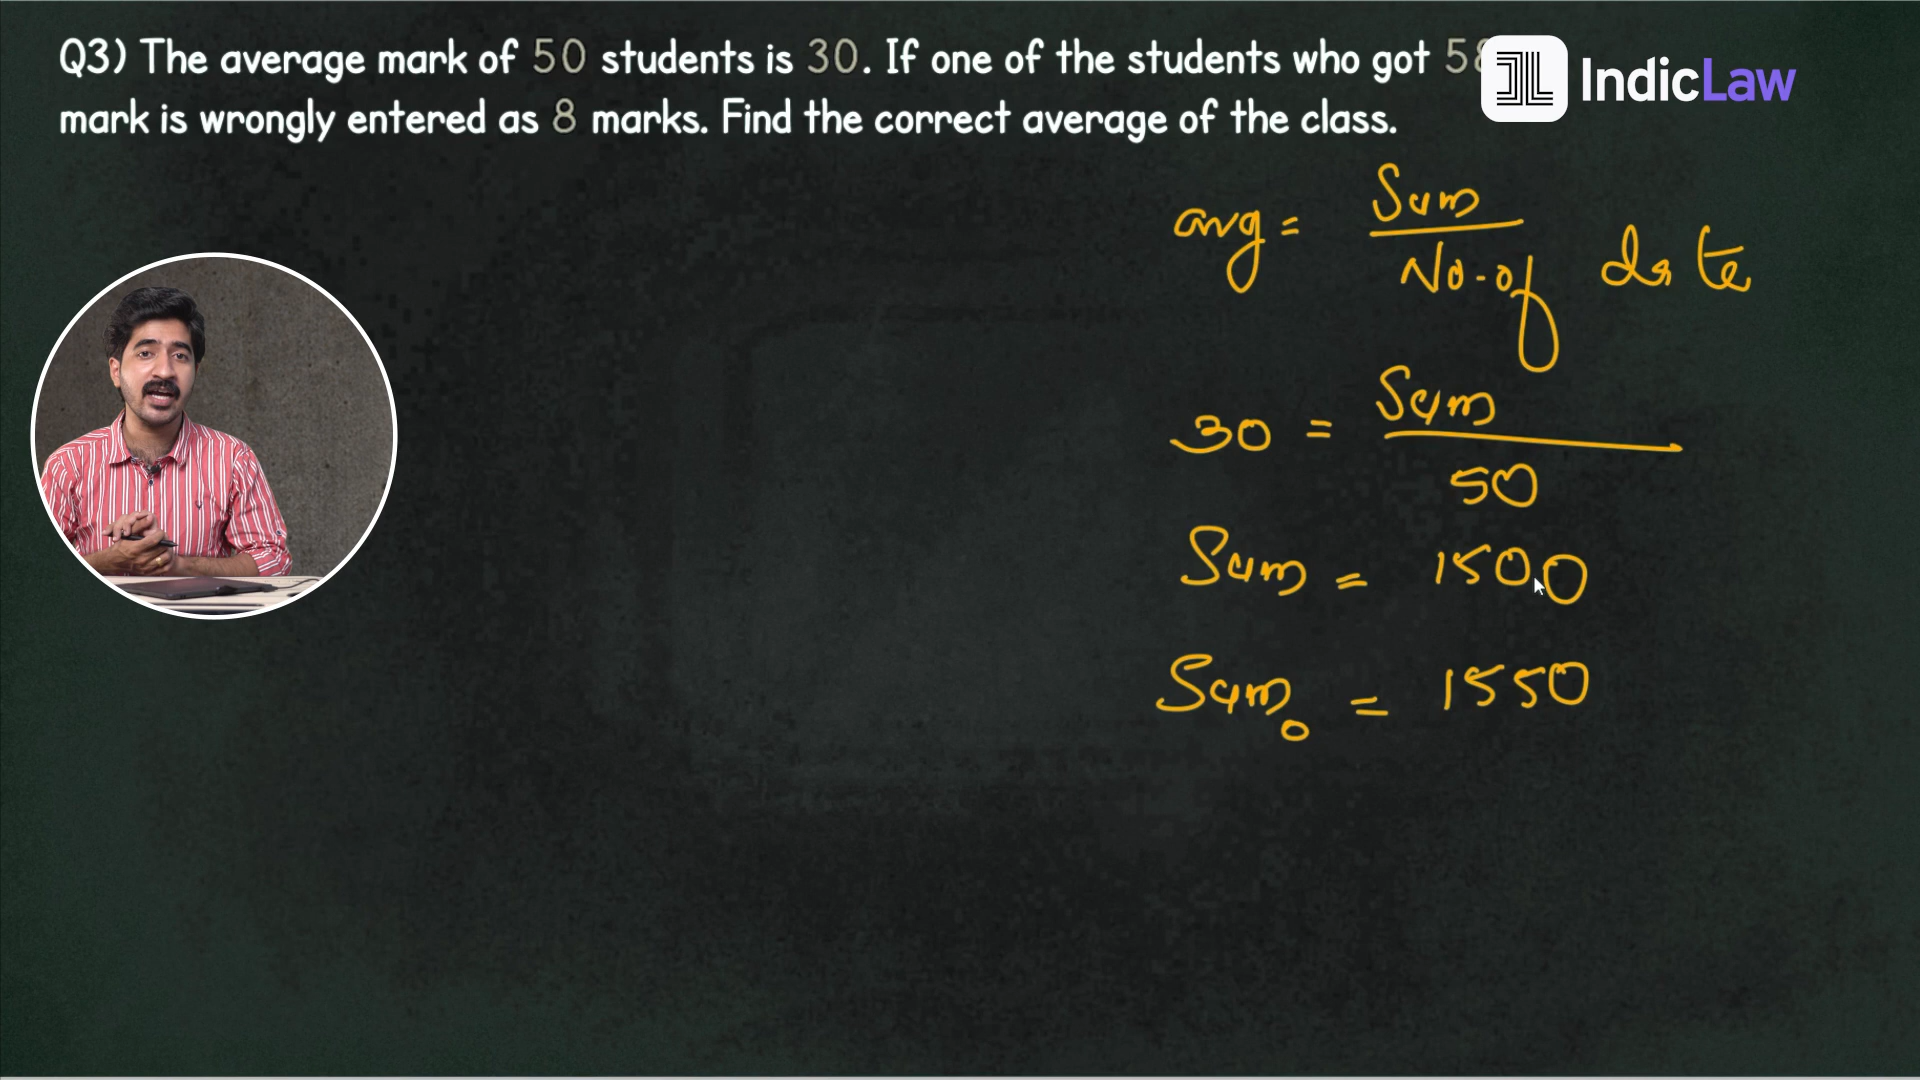 Q3) The average mark of 50 students is 30. If one of the students who got 58
mark is wrongly entered as 8 marks. Find the correct average of the class.
IndicLaw
avg = Sum
No. of data
30 = Sum
50
Sum = 1500
Sum = 1550